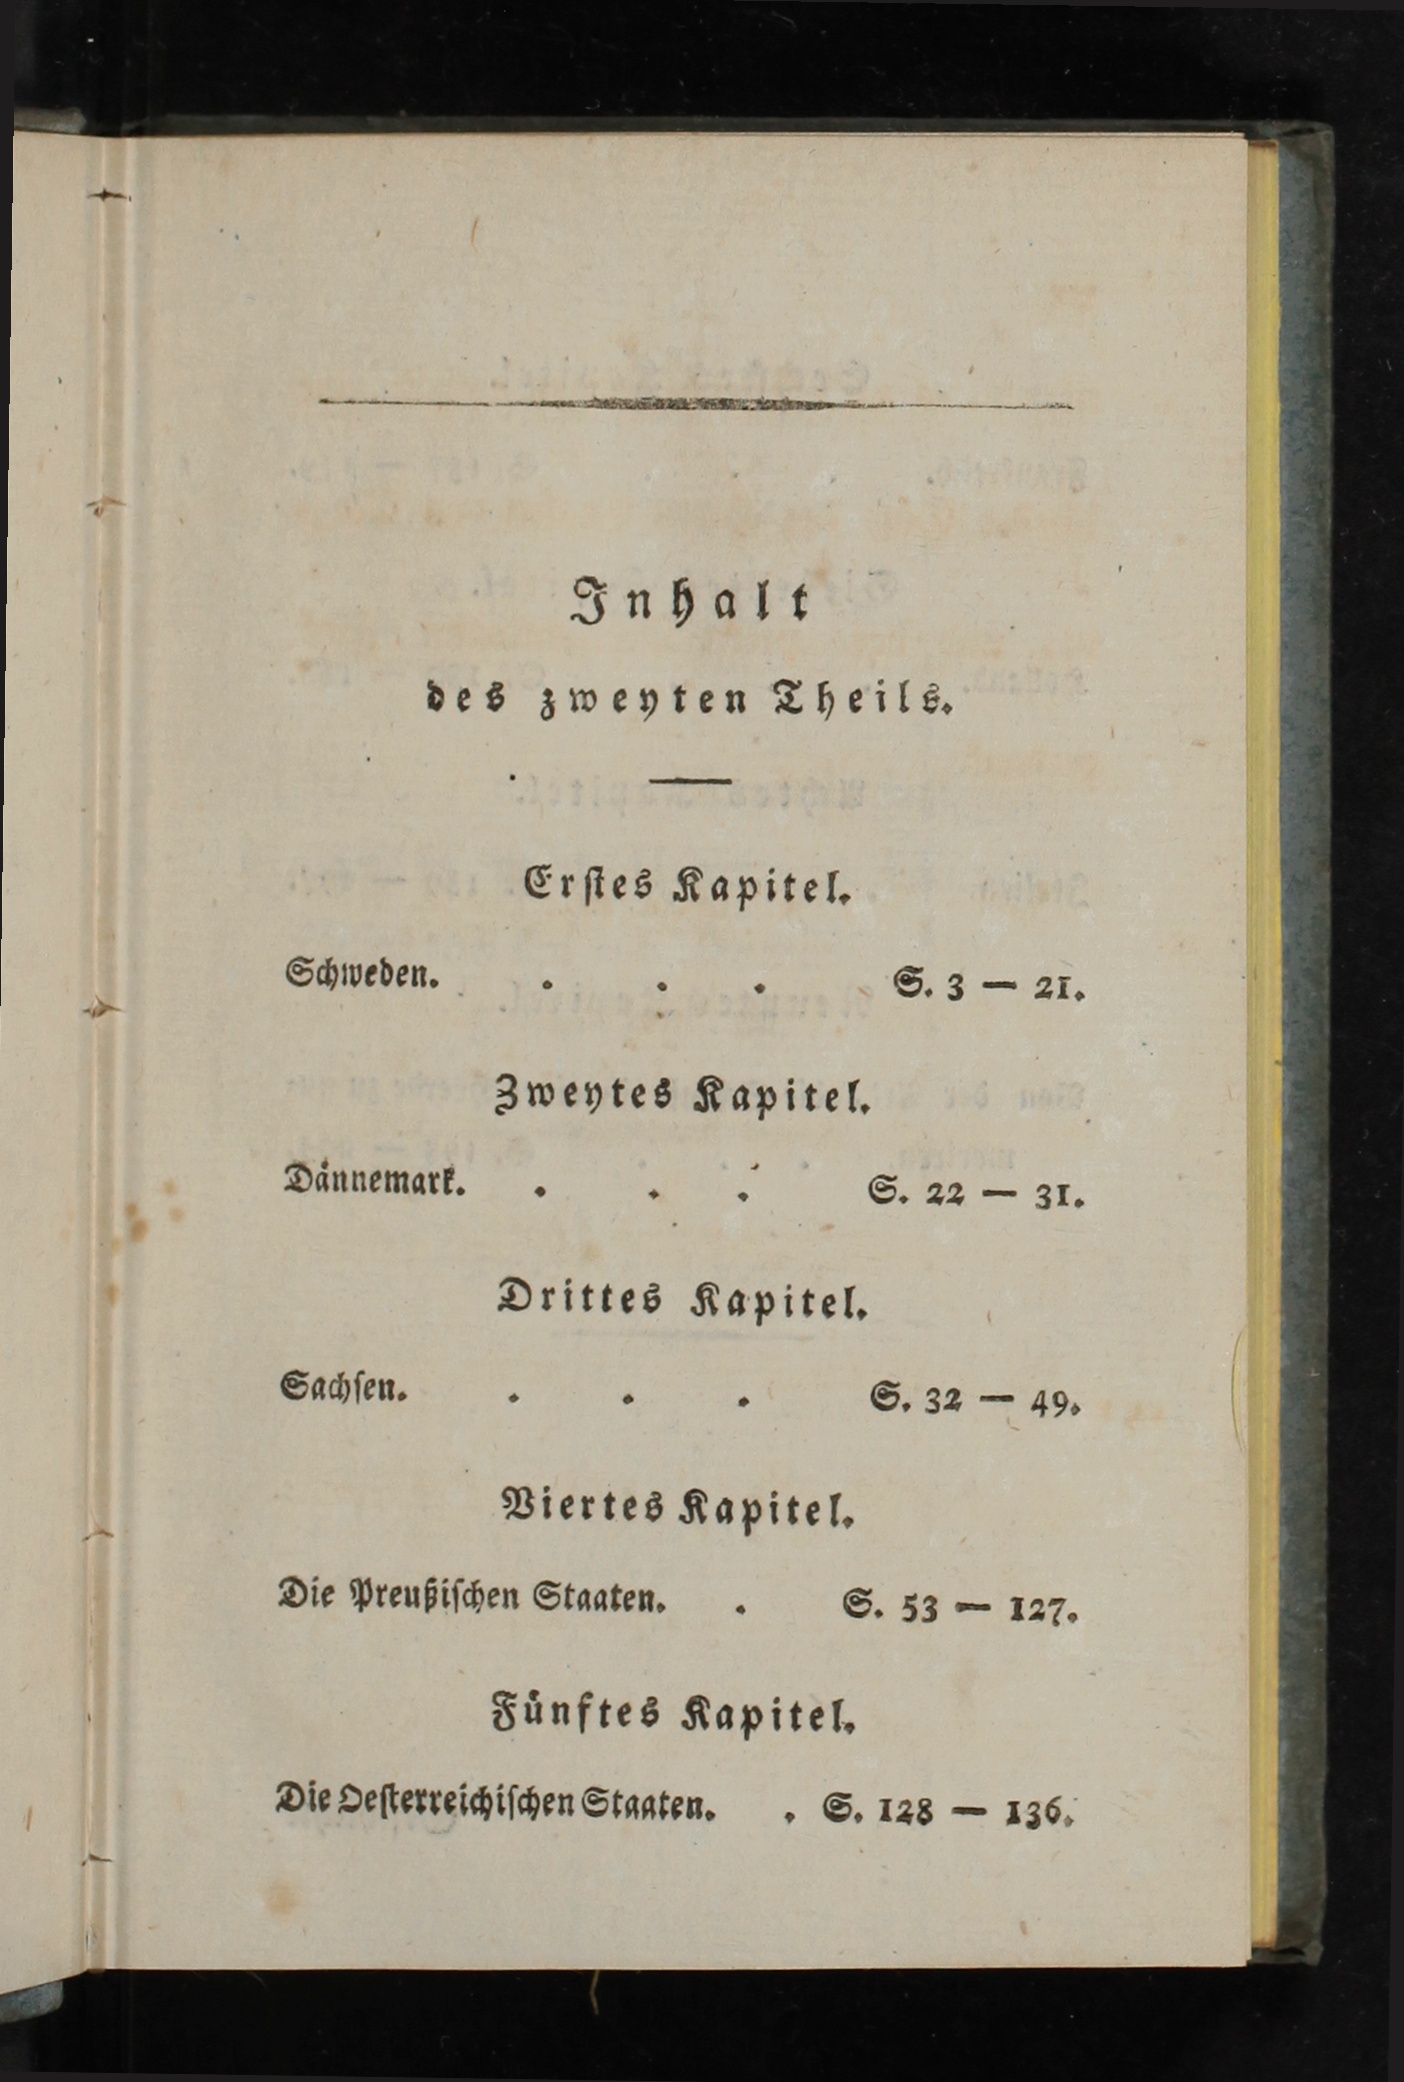 Inhalt
des zweyten Theils.
Erſtes Kapitel.
Schweden. . . . S. 3 — 21.
Zweytes Kapitel.
Dännemark. . . . S. 22 — 31.
Drittes Kapitel.
Sachſen. . . . S. 32 — 49.
Viertes Kapitel.
Die Preußiſchen Staaten. . S. 53 — 127.
Fünftes Kapitel.
Die Oeſterreichiſchen Staaten. . S. 128 — 136.